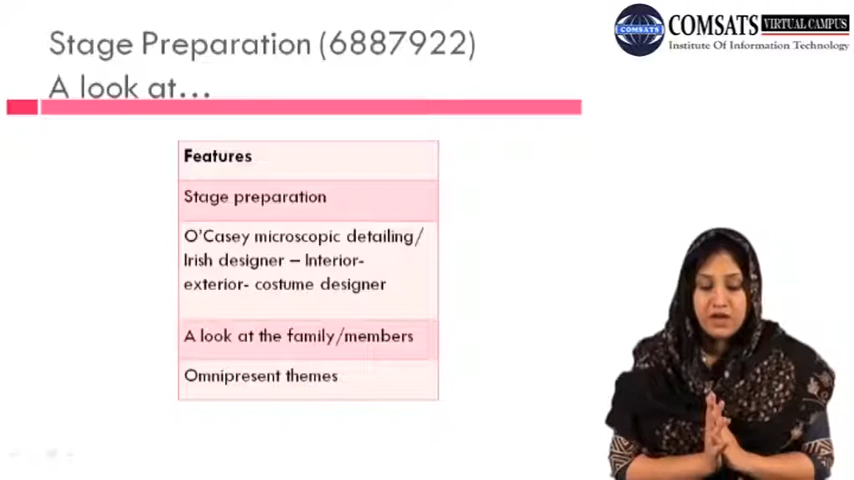 Stage Preparation (6887922)
A look at...
COMSATS VIRTUAL CAMPUS
COMSATS
Institute Of Information Technology
Features
Stage preparation
O'Casey microscopic detailing/
Irish designer – Interior-
exterior- costume designer
A look at the family/members
Omnipresent themes